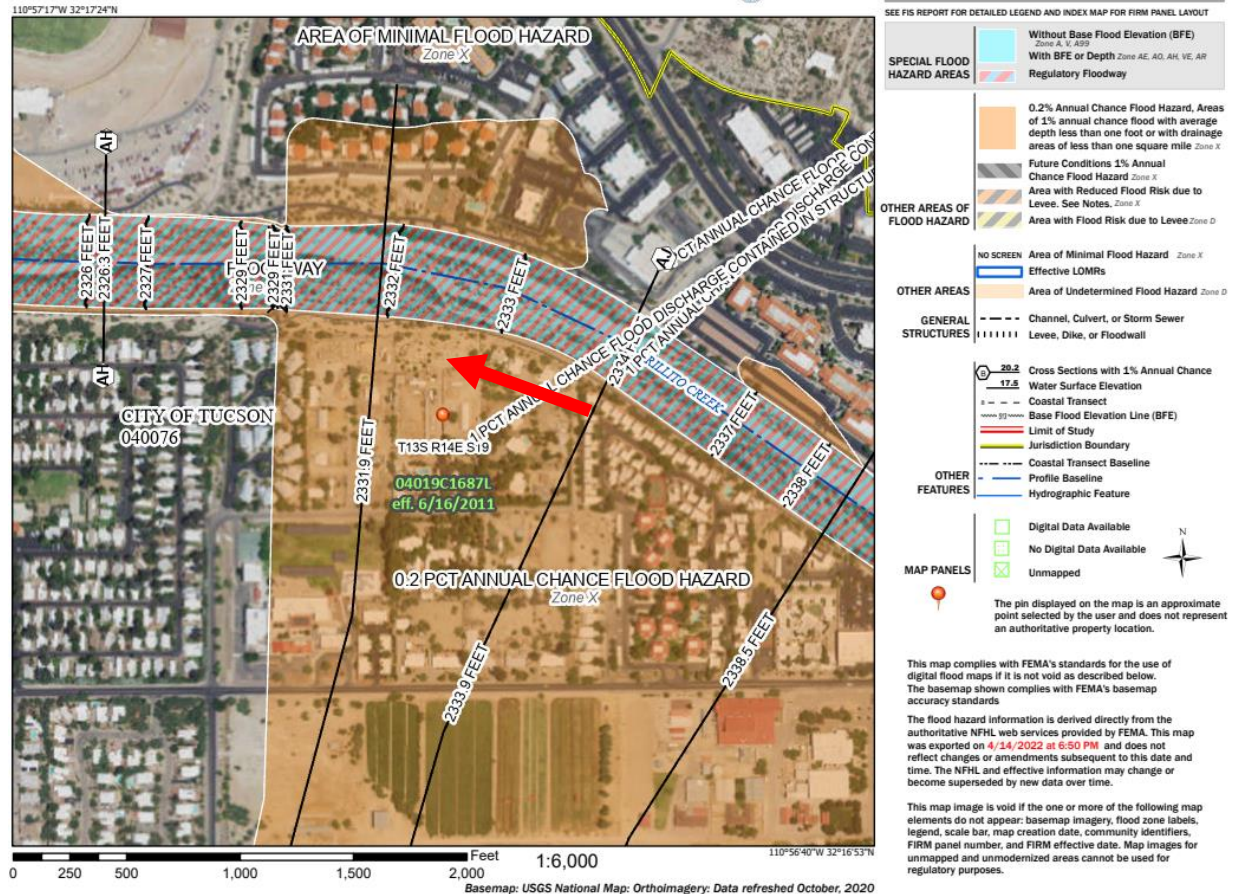 110°57'17"W 32°17'24"N
AREA OF MINIMAL FLOOD HAZARD
Zone X
AH
2326 FEET
2326.3 FEET
2327 FEET
2329 FEET
2329 FEET
2331 FEET
2332 FEET
2333 FEET
AJ
AH
RILLITO CREEK
2337 FEET
2338 FEET
1 PCT ANNUAL CHANCE FLOOD DISCHARGE CONTAINED IN STRUCTU
CITY OF TUCSON
040076
T13S R14E S19
2331.9 FEET
04019C1687L
eff. 6/16/2011
0.2 PCT ANNUAL CHANCE FLOOD HAZARD
Zone X
2333.9 FEET
2338.5 FEET
110°56'40"W 32°16'53"N
0 250 500 1,000 1,500 2,000
Feet
1:6,000
Basemap: USGS National Map: Orthoimagery: Data refreshed October, 2020
SEE FIS REPORT FOR DETAILED LEGEND AND INDEX MAP FOR FIRM PANEL LAYOUT
SPECIAL FLOOD
HAZARD AREAS
Without Base Flood Elevation (BFE)
Zone A, V, A99
With BFE or Depth Zone AE, AO, AH, VE, AR
Regulatory Floodway
0.2% Annual Chance Flood Hazard, Areas
of 1% annual chance flood with average
depth less than one foot or with drainage
areas of less than one square mile Zone X
Future Conditions 1% Annual
Chance Flood Hazard Zone X
Area with Reduced Flood Risk due to
Levee. See Notes. Zone X
Area with Flood Risk due to Levee Zone D
OTHER AREAS OF
FLOOD HAZARD
NO SCREEN Area of Minimal Flood Hazard Zone X
Effective LOMRs
OTHER AREAS
Area of Undetermined Flood Hazard Zone D
GENERAL
STRUCTURES
Channel, Culvert, or Storm Sewer
Levee, Dike, or Floodwall
B 20.2 Cross Sections with 1% Annual Chance
17.5 Water Surface Elevation
Coastal Transect
Base Flood Elevation Line (BFE)
Limit of Study
Jurisdiction Boundary
Coastal Transect Baseline
OTHER
FEATURES
Profile Baseline
Hydrographic Feature
Digital Data Available
No Digital Data Available
MAP PANELS
Unmapped
N
The pin displayed on the map is an approximate
point selected by the user and does not represent
an authoritative property location.
This map complies with FEMA's standards for the use of
digital flood maps if it is not void as described below.
The basemap shown complies with FEMA's basemap
accuracy standards
The flood hazard information is derived directly from the
authoritative NFHL web services provided by FEMA. This map
was exported on 4/14/2022 at 6:50 PM and does not
reflect changes or amendments subsequent to this date and
time. The NFHL and effective information may change or
become superseded by new data over time.
This map image is void if the one or more of the following map
elements do not appear: basemap imagery, flood zone labels,
legend, scale bar, map creation date, community identifiers,
FIRM panel number, and FIRM effective date. Map images for
unmapped and unmodernized areas cannot be used for
regulatory purposes.